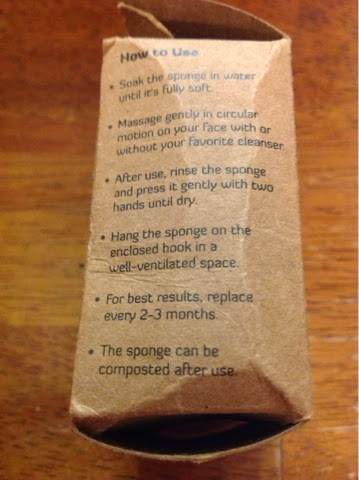 How to Use
• Soak the sponge in water
until it's fully soft.
• Massage gently in circular
motion on your face with or
without your favorite cleanser.
• After use, rinse the sponge
and press it gently with two
hands until dry.
• Hang the sponge on the
enclosed hook in a
well-ventilated space.
• For best results, replace
every 2-3 months.
• The sponge can be
composted after use.